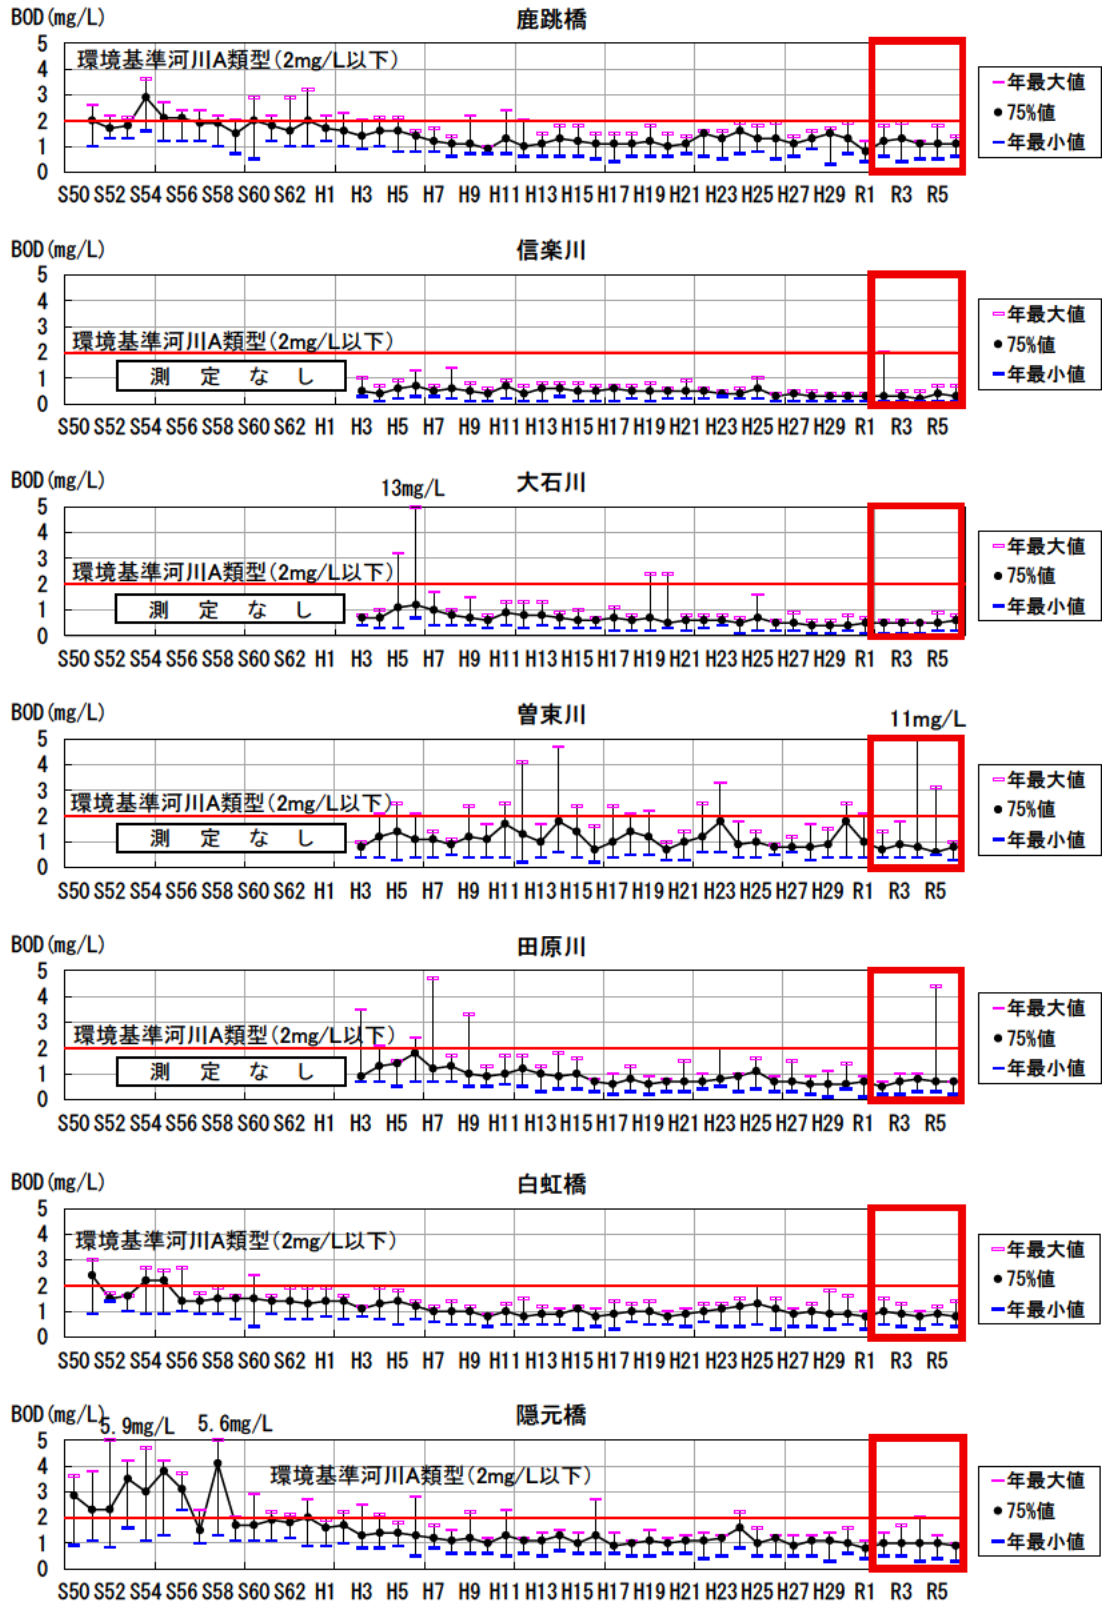 BOD(mg/L)
鹿跳橋
5
環境基準河川A類型(2mg/L以下)
4
3
2
1
0
S50 S52 S54 S56 S58 S60 S62 H1 H3 H5 H7 H9 H11 H13 H15 H17 H19 H21 H23 H25 H27 H29 R1 R3 R5
年最大値
75%値
年最小値
BOD(mg/L)
信楽川
5
4
3
環境基準河川A類型(2mg/L以下)
2
測定なし
1
0
S50 S52 S54 S56 S58 S60 S62 H1 H3 H5 H7 H9 H11 H13 H15 H17 H19 H21 H23 H25 H27 H29 R1 R3 R5
年最大値
75%値
年最小値
BOD(mg/L)
大石川
13mg/L
5
4
3
環境基準河川A類型(2mg/L以下)
2
測定なし
1
0
S50 S52 S54 S56 S58 S60 S62 H1 H3 H5 H7 H9 H11 H13 H15 H17 H19 H21 H23 H25 H27 H29 R1 R3 R5
年最大値
75%値
年最小値
BOD(mg/L)
曽束川
11mg/L
5
4
3
環境基準河川A類型(2mg/L以下)
2
測定なし
1
0
S50 S52 S54 S56 S58 S60 S62 H1 H3 H5 H7 H9 H11 H13 H15 H17 H19 H21 H23 H25 H27 H29 R1 R3 R5
年最大値
75%値
年最小値
BOD(mg/L)
田原川
5
4
3
環境基準河川A類型(2mg/L以下)
2
測定なし
1
0
S50 S52 S54 S56 S58 S60 S62 H1 H3 H5 H7 H9 H11 H13 H15 H17 H19 H21 H23 H25 H27 H29 R1 R3 R5
年最大値
75%値
年最小値
BOD(mg/L)
白虹橋
5
4
環境基準河川A類型(2mg/L以下)
3
2
1
0
S50 S52 S54 S56 S58 S60 S62 H1 H3 H5 H7 H9 H11 H13 H15 H17 H19 H21 H23 H25 H27 H29 R1 R3 R5
年最大値
75%値
年最小値
BOD(mg/L)
隠元橋
5.9mg/L 5.6mg/L
5
4
環境基準河川A類型(2mg/L以下)
3
2
1
0
S50 S52 S54 S56 S58 S60 S62 H1 H3 H5 H7 H9 H11 H13 H15 H17 H19 H21 H23 H25 H27 H29 R1 R3 R5
年最大値
75%値
年最小値